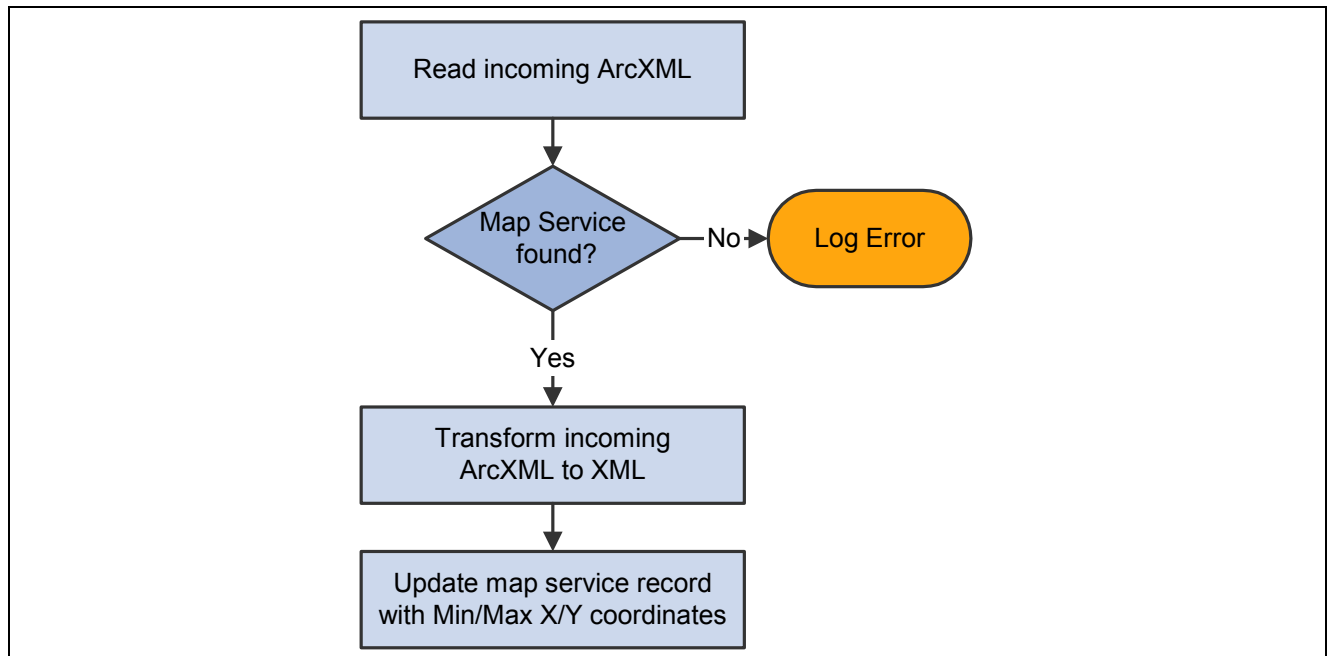 Read incoming ArcXML
Map Service
found?
No
Log Error
Yes
Transform incoming
ArcXML to XML
Update map service record
with Min/Max X/Y coordinates